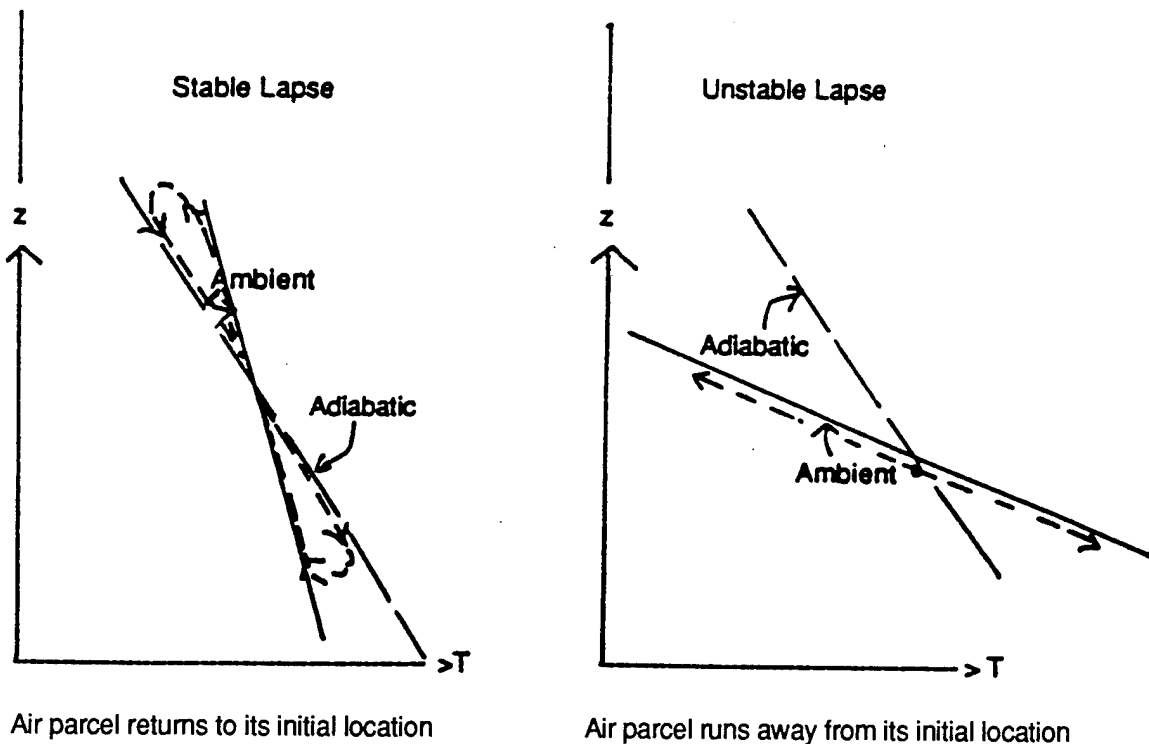 Stable Lapse
z
Ambient
Adiabatic
>T
Air parcel returns to its initial location
Unstable Lapse
z
Adiabatic
Ambient
>T
Air parcel runs away from its initial location